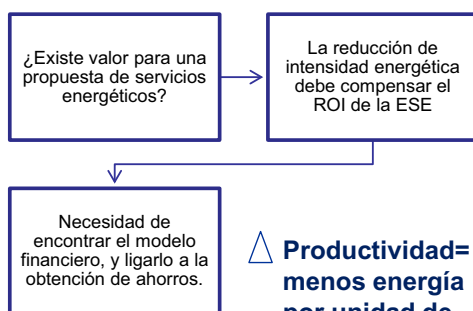 ¿Existe valor para una
propuesta de servicios
energéticos?
La reducción de
intensidad energética
debe compensar el
ROI de la ESE
Necesidad de
encontrar el modelo
financiero, y ligarlo a la
obtención de ahorros.
△ Productividad=
menos energía
por unidad de